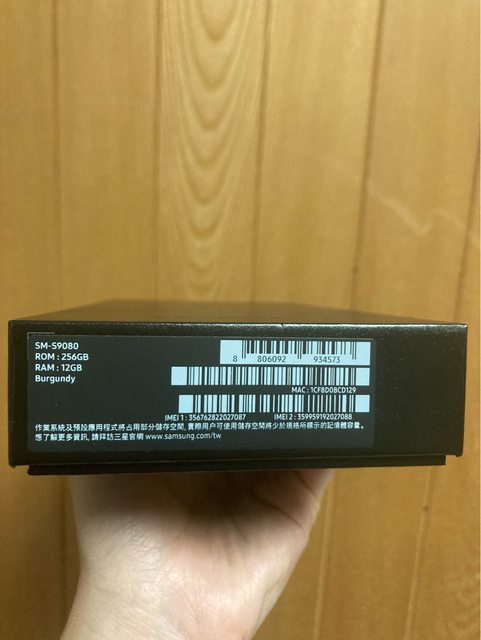 SM-S9080
ROM : 256GB
RAM : 12GB
Burgundy
8 806092 934573
MAC : 1CF8D0BCD129
IMEI 1 : 356762822027087
IMEI 2 : 359959192027088
作業系統及預設應用程式將占用部分儲存空間, 實際用户可使用儲存空間將少於規格所標示的記憶體容量。
想了解更多資訊, 請拜訪三星官網 www.samsung.com/tw